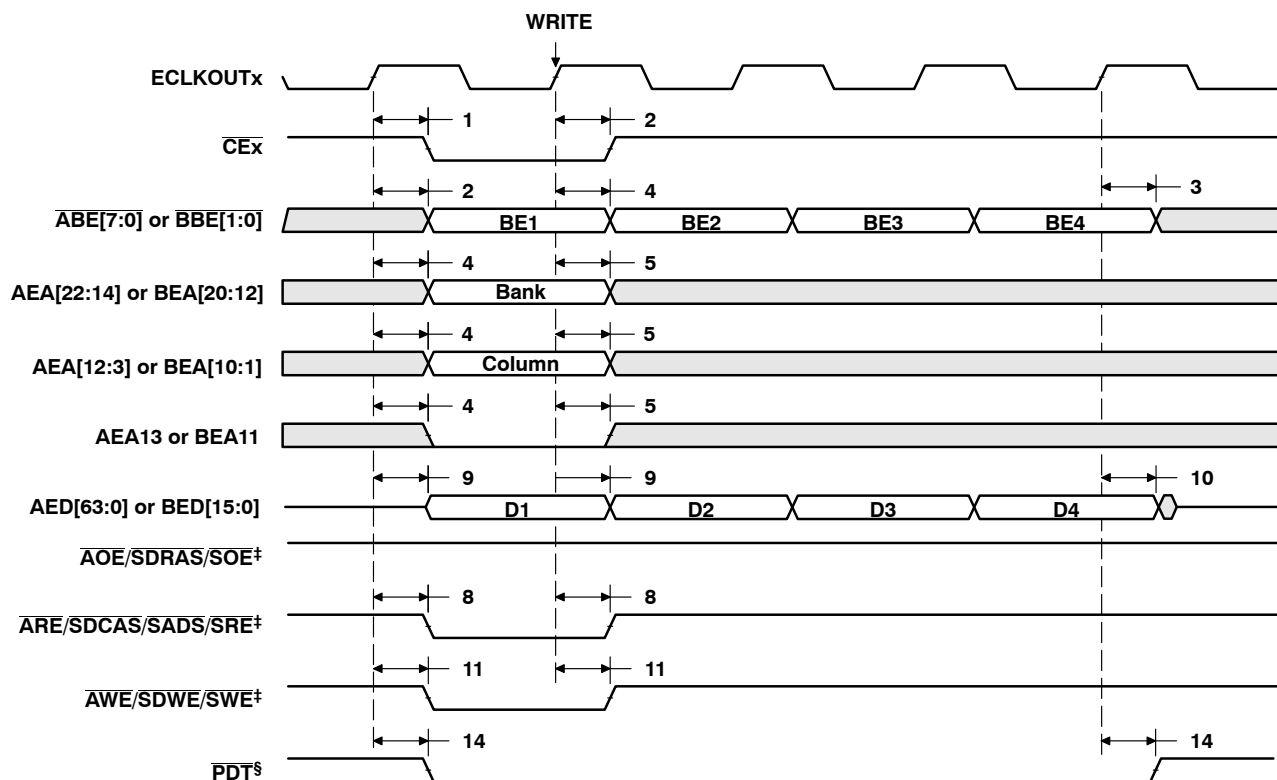 WRITE
ECLKOUTx
1 2
CEx
2 4 3
ABE[7:0] or BBE[1:0] BE1 BE2 BE3 BE4
4 5
AEA[22:14] or BEA[20:12] Bank
4 5
AEA[12:3] or BEA[10:1] Column
4 5
AEA13 or BEA11
9 9 10
AED[63:0] or BED[15:0] D1 D2 D3 D4
AOE/SDRAS/SOE‡
8 8
ARE/SDCAS/SADS/SRE‡
11 11
AWE/SDWE/SWE‡
14 14
PDT§